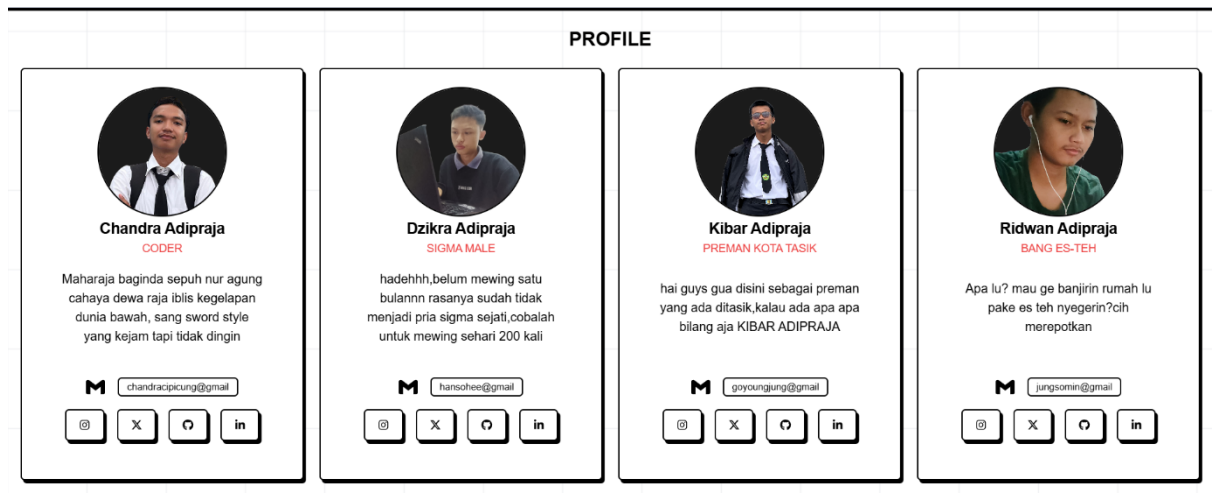 PROFILE
Chandra Adipraja
CODER
Maharaja baginda sepuh nur agung
cahaya dewa raja iblis kegelapan
dunia bawah, sang sword style
yang kejam tapi tidak dingin
chandracipicung@gmail
Dzikra Adipraja
SIGMA MALE
hadehhh,belum mewing satu
bulannn rasanya sudah tidak
menjadi pria sigma sejati,cobalah
untuk mewing sehari 200 kali
hansohee@gmail
Kibar Adipraja
PREMAN KOTA TASIK
hai guys gua disini sebagai preman
yang ada ditasik,kalau ada apa apa
bilang aja KIBAR ADIPRAJA
goyoungjung@gmail
Ridwan Adipraja
BANG ES-TEH
Apa lu? mau ge banjirin rumah lu
pake es teh nyegerin?cih
merepotkan
jungsomin@gmail